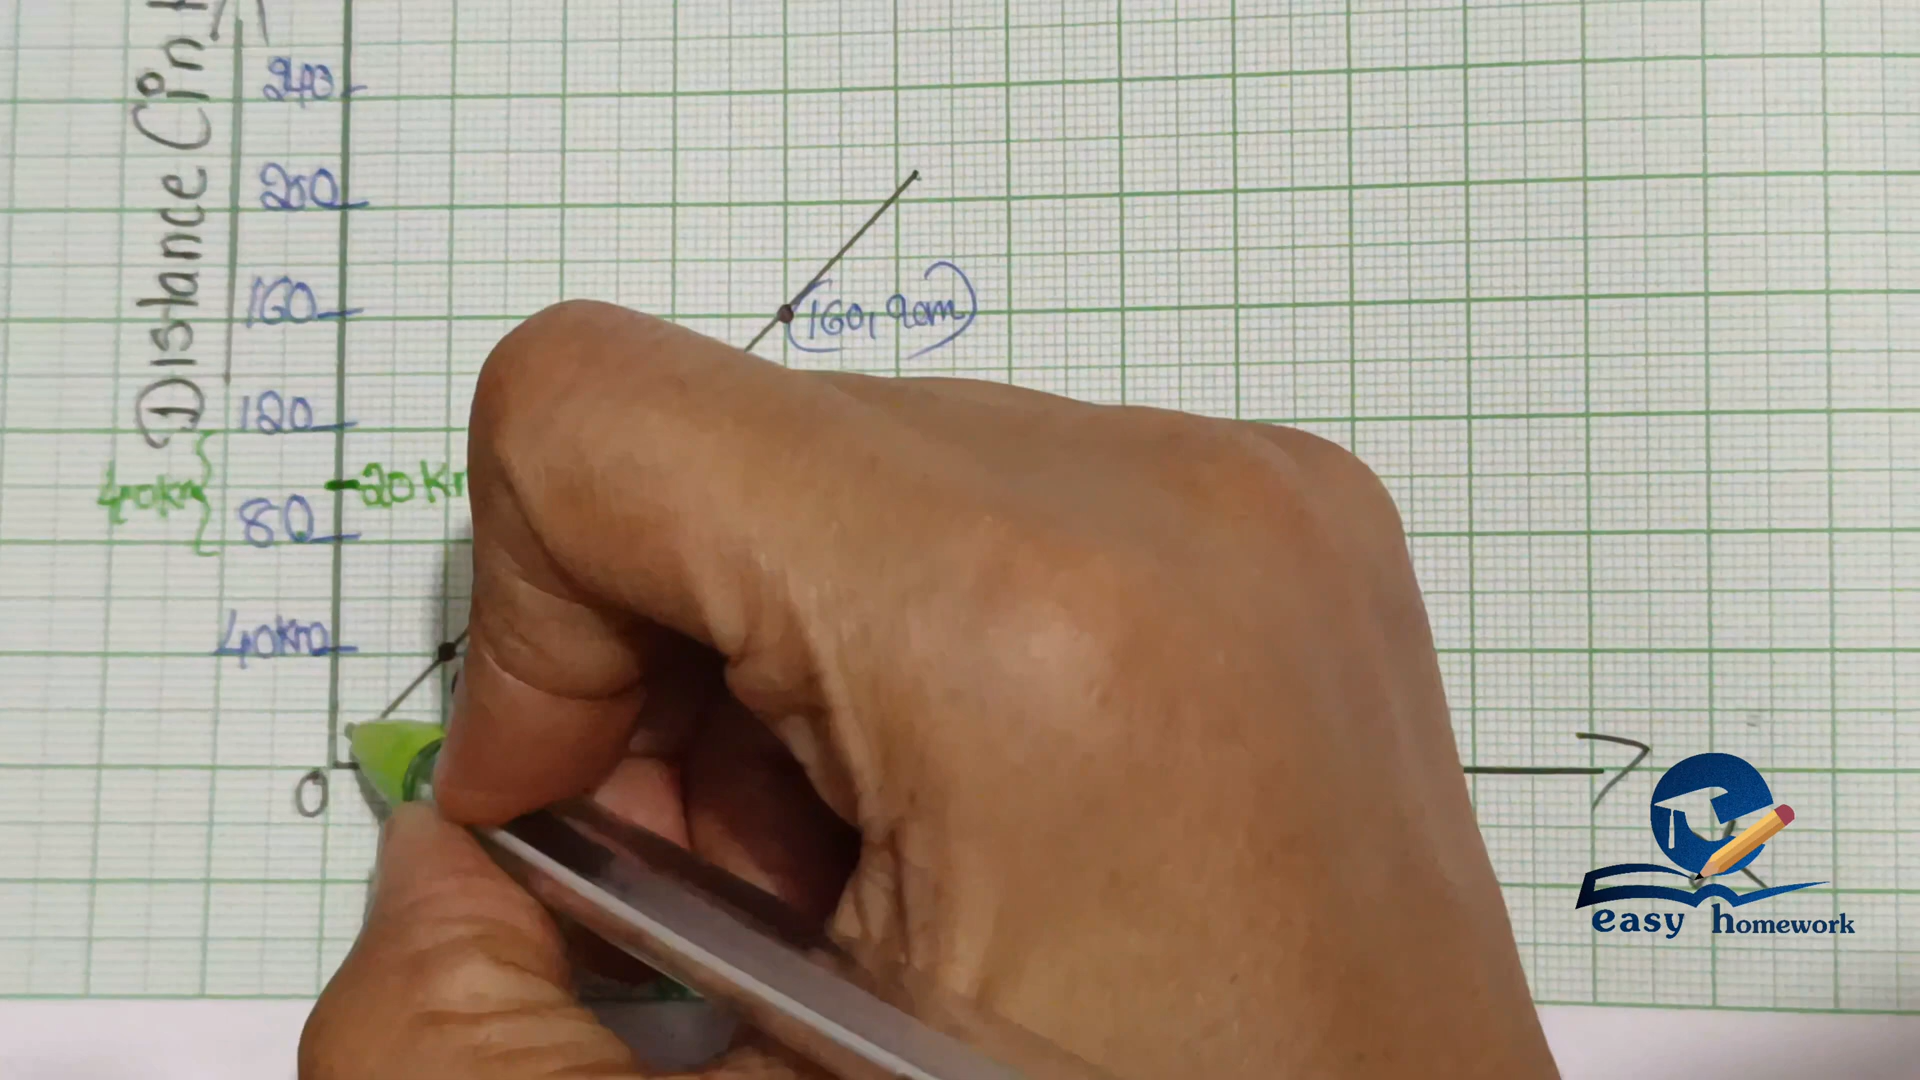 Distance (in
240
200
160
(160, 9am)
120
40km
20 Km
80
40km
0
easy homework